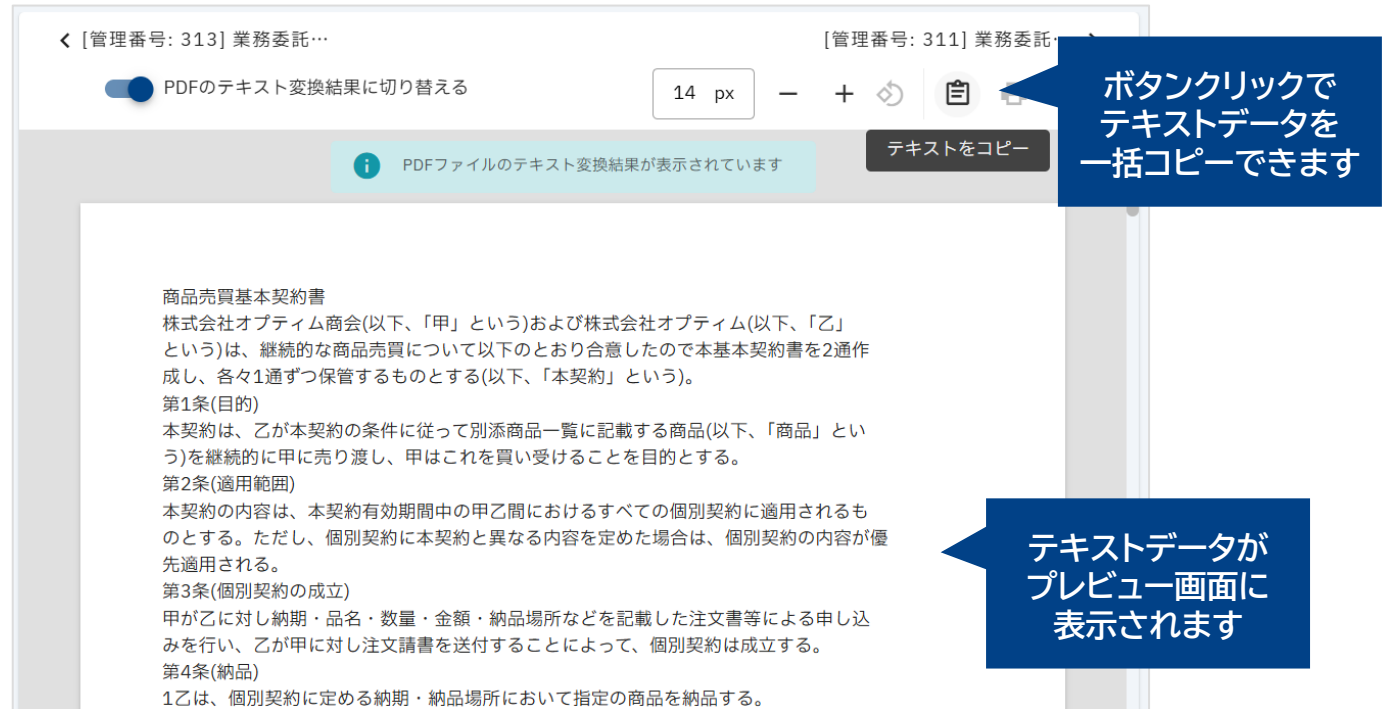 [管理番号: 313] 業務委託…
[管理番号: 311] 業務委託…
PDFのテキスト変換結果に切り替える
14 px
テキストをコピー
PDFファイルのテキスト変換結果が表示されています
ボタンクリックで
テキストデータを
一括コピーできます
商品売買基本契約書
株式会社オプティム商会(以下、「甲」という)および株式会社オプティム(以下、「乙」
という)は、継続的な商品売買について以下のとおり合意したので本基本契約書を2通作
成し、各々1通ずつ保管するものとする(以下、「本契約」という)。
第1条(目的)
本契約は、乙が本契約の条件に従って別添商品一覧に記載する商品(以下、「商品」とい
う)を継続的に甲に売り渡し、甲はこれを買い受けることを目的とする。
第2条(適用範囲)
本契約の内容は、本契約有効期間中の甲乙間におけるすべての個別契約に適用されるも
のとする。ただし、個別契約に本契約と異なる内容を定めた場合は、個別契約の内容が優
先適用される。
第3条(個別契約の成立)
甲が乙に対し納期・品名・数量・金額・納品場所などを記載した注文書等による申し込
みを行い、乙が甲に対し注文請書を送付することによって、個別契約は成立する。
第4条(納品)
1乙は、個別契約に定める納期・納品場所において指定の商品を納品する。
テキストデータが
プレビュー画面に
表示されます